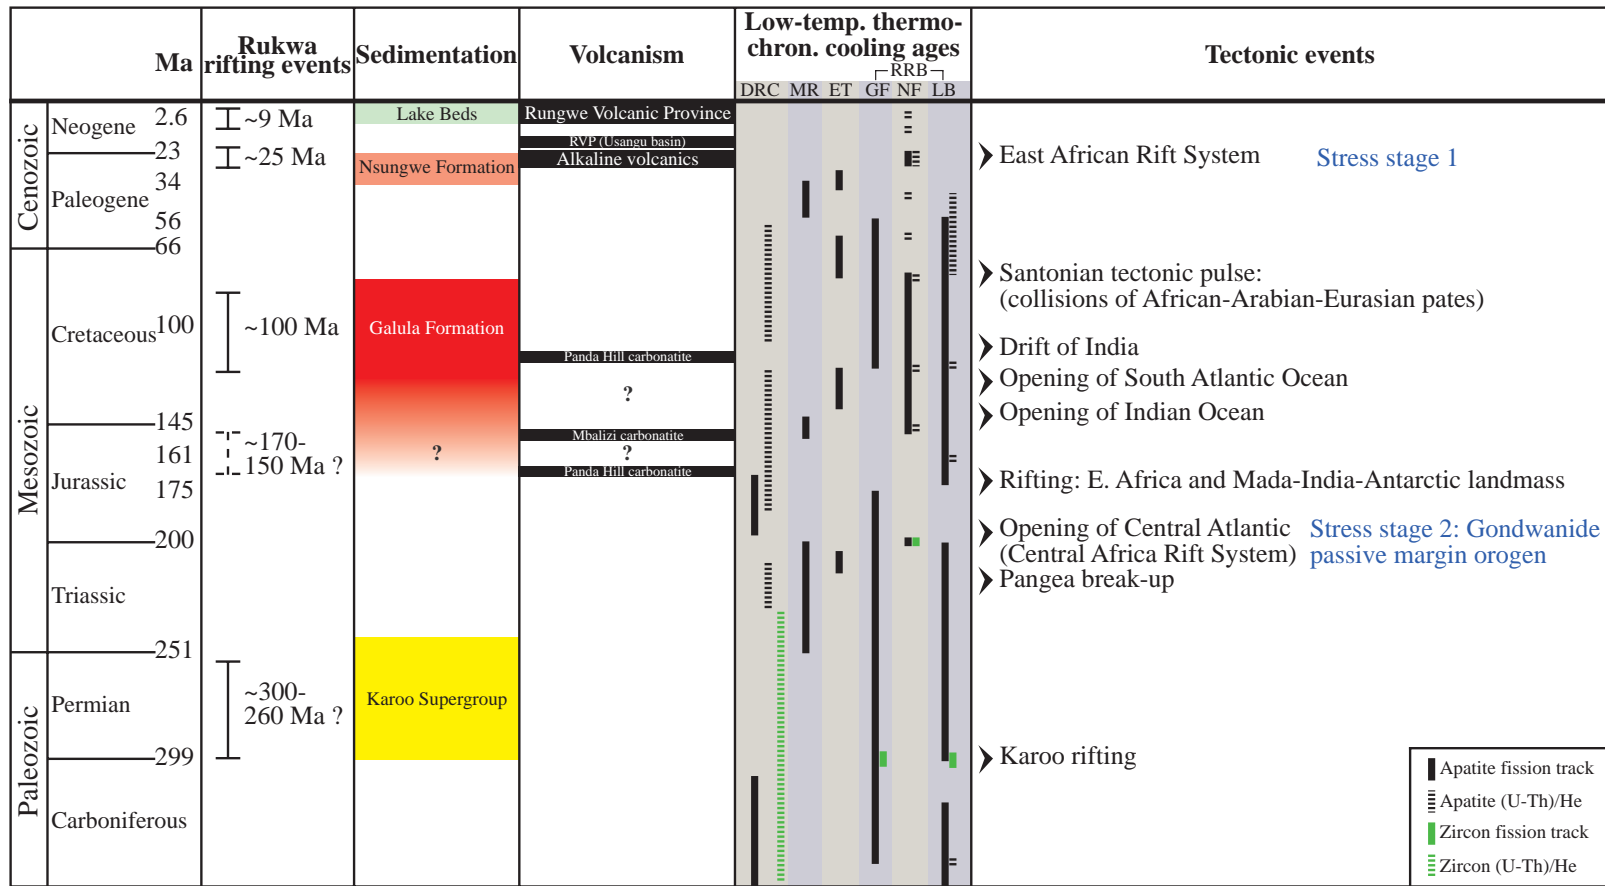 Ma
Rukwa
rifting events
Sedimentation
Volcanism
Low-temp. thermo-
chron. cooling ages
RRB
DRC MR ET GF NF LB
Tectonic events
Cenozoic
Neogene
Paleogene
2.6
23
34
56
66
Mesozoic
Cretaceous
Jurassic
Triassic
100
145
161
175
200
251
Paleozoic
Permian
Carboniferous
299
~9 Ma
~25 Ma
~100 Ma
~170-
150 Ma ?
~300-
260 Ma ?
Lake Beds
Nsungwe Formation
Galula Formation
?
Karoo Supergroup
Rungwe Volcanic Province
RVP (Usangu basin)
Alkaline volcanics
Panda Hill carbonatite
?
Mbalizi carbonatite
?
Panda Hill carbonatite
East African Rift System
Stress stage 1
Santonian tectonic pulse:
(collisions of African-Arabian-Eurasian pates)
Drift of India
Opening of South Atlantic Ocean
Opening of Indian Ocean
Rifting: E. Africa and Mada-India-Antarctic landmass
Opening of Central Atlantic
(Central Africa Rift System)
Stress stage 2: Gondwanide
passive margin orogen
Pangea break-up
Karoo rifting
Apatite fission track
Apatite (U-Th)/He
Zircon fission track
Zircon (U-Th)/He